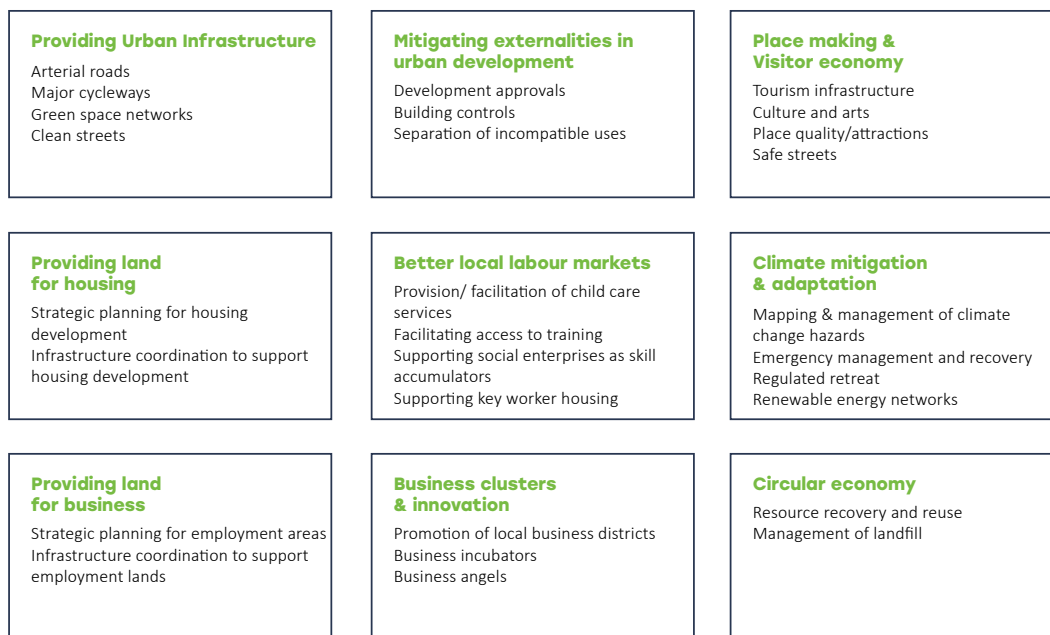 Providing Urban Infrastructure
Arterial roads
Major cycleways
Green space networks
Clean streets
Mitigating externalities in
urban development
Development approvals
Building controls
Separation of incompatible uses
Place making &
Visitor economy
Tourism infrastructure
Culture and arts
Place quality/attractions
Safe streets
Providing land
for housing
Strategic planning for housing
development
Infrastructure coordination to support
housing development
Better local labour markets
Provision/ facilitation of child care
services
Facilitating access to training
Supporting social enterprises as skill
accumulators
Supporting key worker housing
Climate mitigation
& adaptation
Mapping & management of climate
change hazards
Emergency management and recovery
Regulated retreat
Renewable energy networks
Providing land
for business
Strategic planning for employment areas
Infrastructure coordination to support
employment lands
Business clusters
& innovation
Promotion of local business districts
Business incubators
Business angels
Circular economy
Resource recovery and reuse
Management of landfill